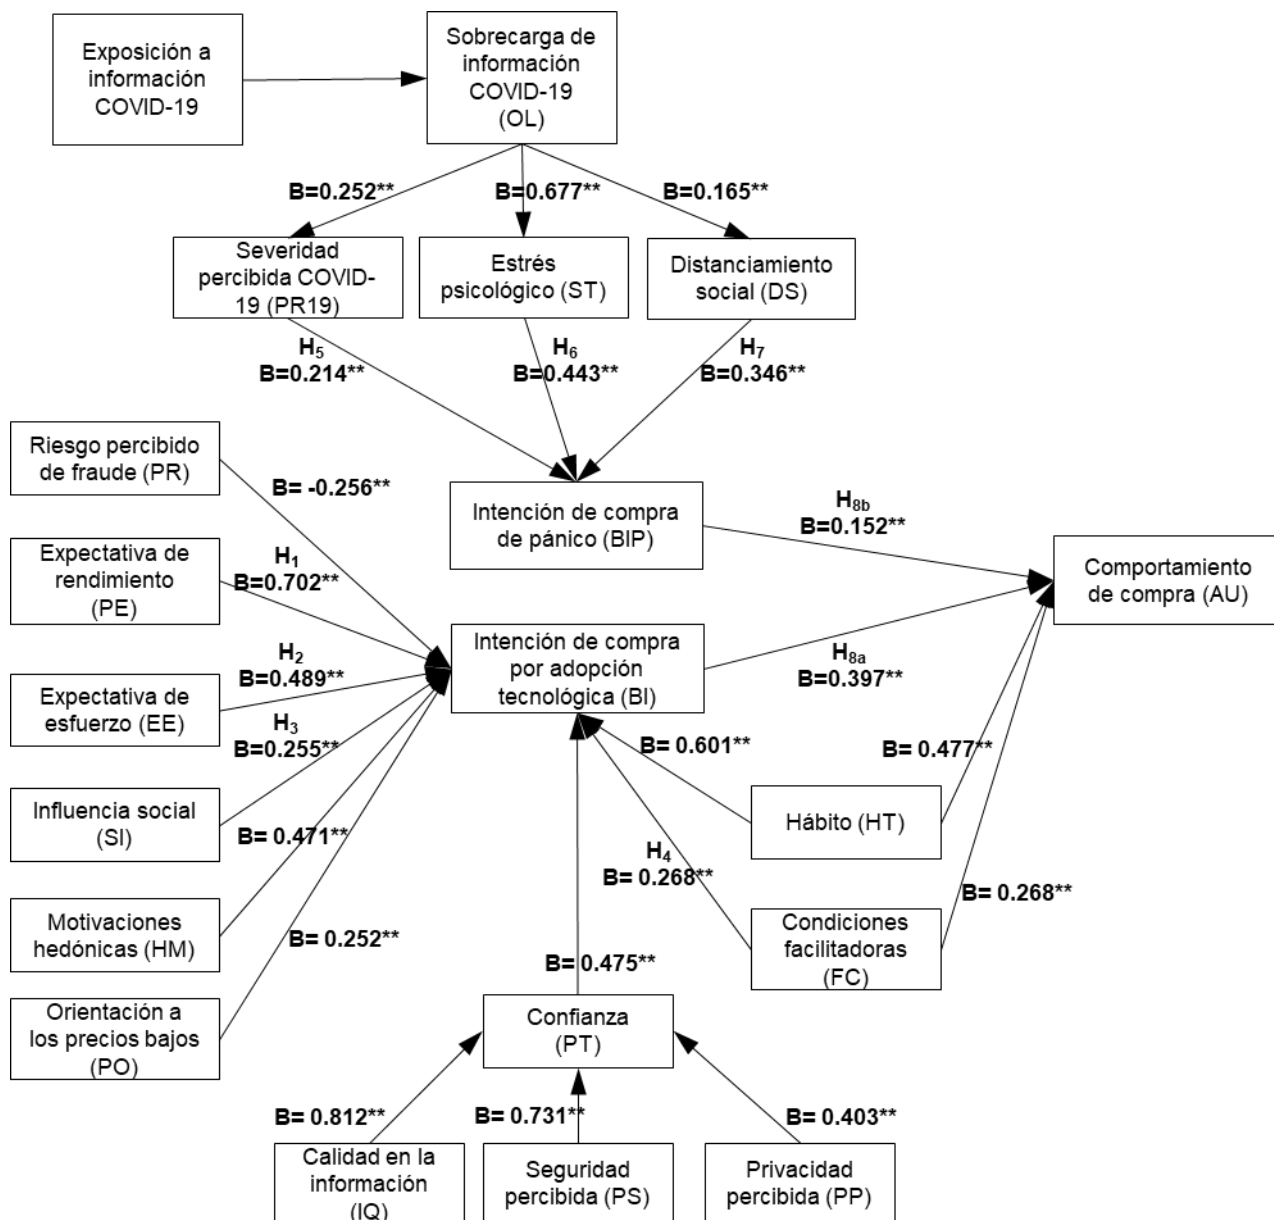 Exposición a
información
COVID-19
Sobrecarga de
información
COVID-19
(OL)
B=0.252**
B=0.677**
B=0.165**
Severidad
percibida COVID-
19 (PR19)
Estrés
psicológico (ST)
Distanciamiento
social (DS)
H5
B=0.214**
H6
B=0.443**
H7
B=0.346**
Riesgo percibido
de fraude (PR)
B= -0.256**
Intención de compra
de pánico (BIP)
H8b
B=0.152**
Expectativa de
rendimiento
(PE)
H1
B=0.702**
Comportamiento
de compra (AU)
Intención de compra
por adopción
tecnológica (BI)
H8a
B=0.397**
Expectativa de
esfuerzo (EE)
H2
B=0.489**
H3
B=0.255**
B= 0.601**
B= 0.477**
Influencia social
(SI)
B= 0.471**
Hábito (HT)
H4
B= 0.268**
B= 0.268**
Motivaciones
hedónicas (HM)
B= 0.252**
Condiciones
facilitadoras
(FC)
B= 0.475**
Orientación a
los precios bajos
(PO)
Confianza
(PT)
B= 0.812**
B= 0.731**
B= 0.403**
Calidad en la
información
(IQ)
Seguridad
percibida (PS)
Privacidad
percibida (PP)